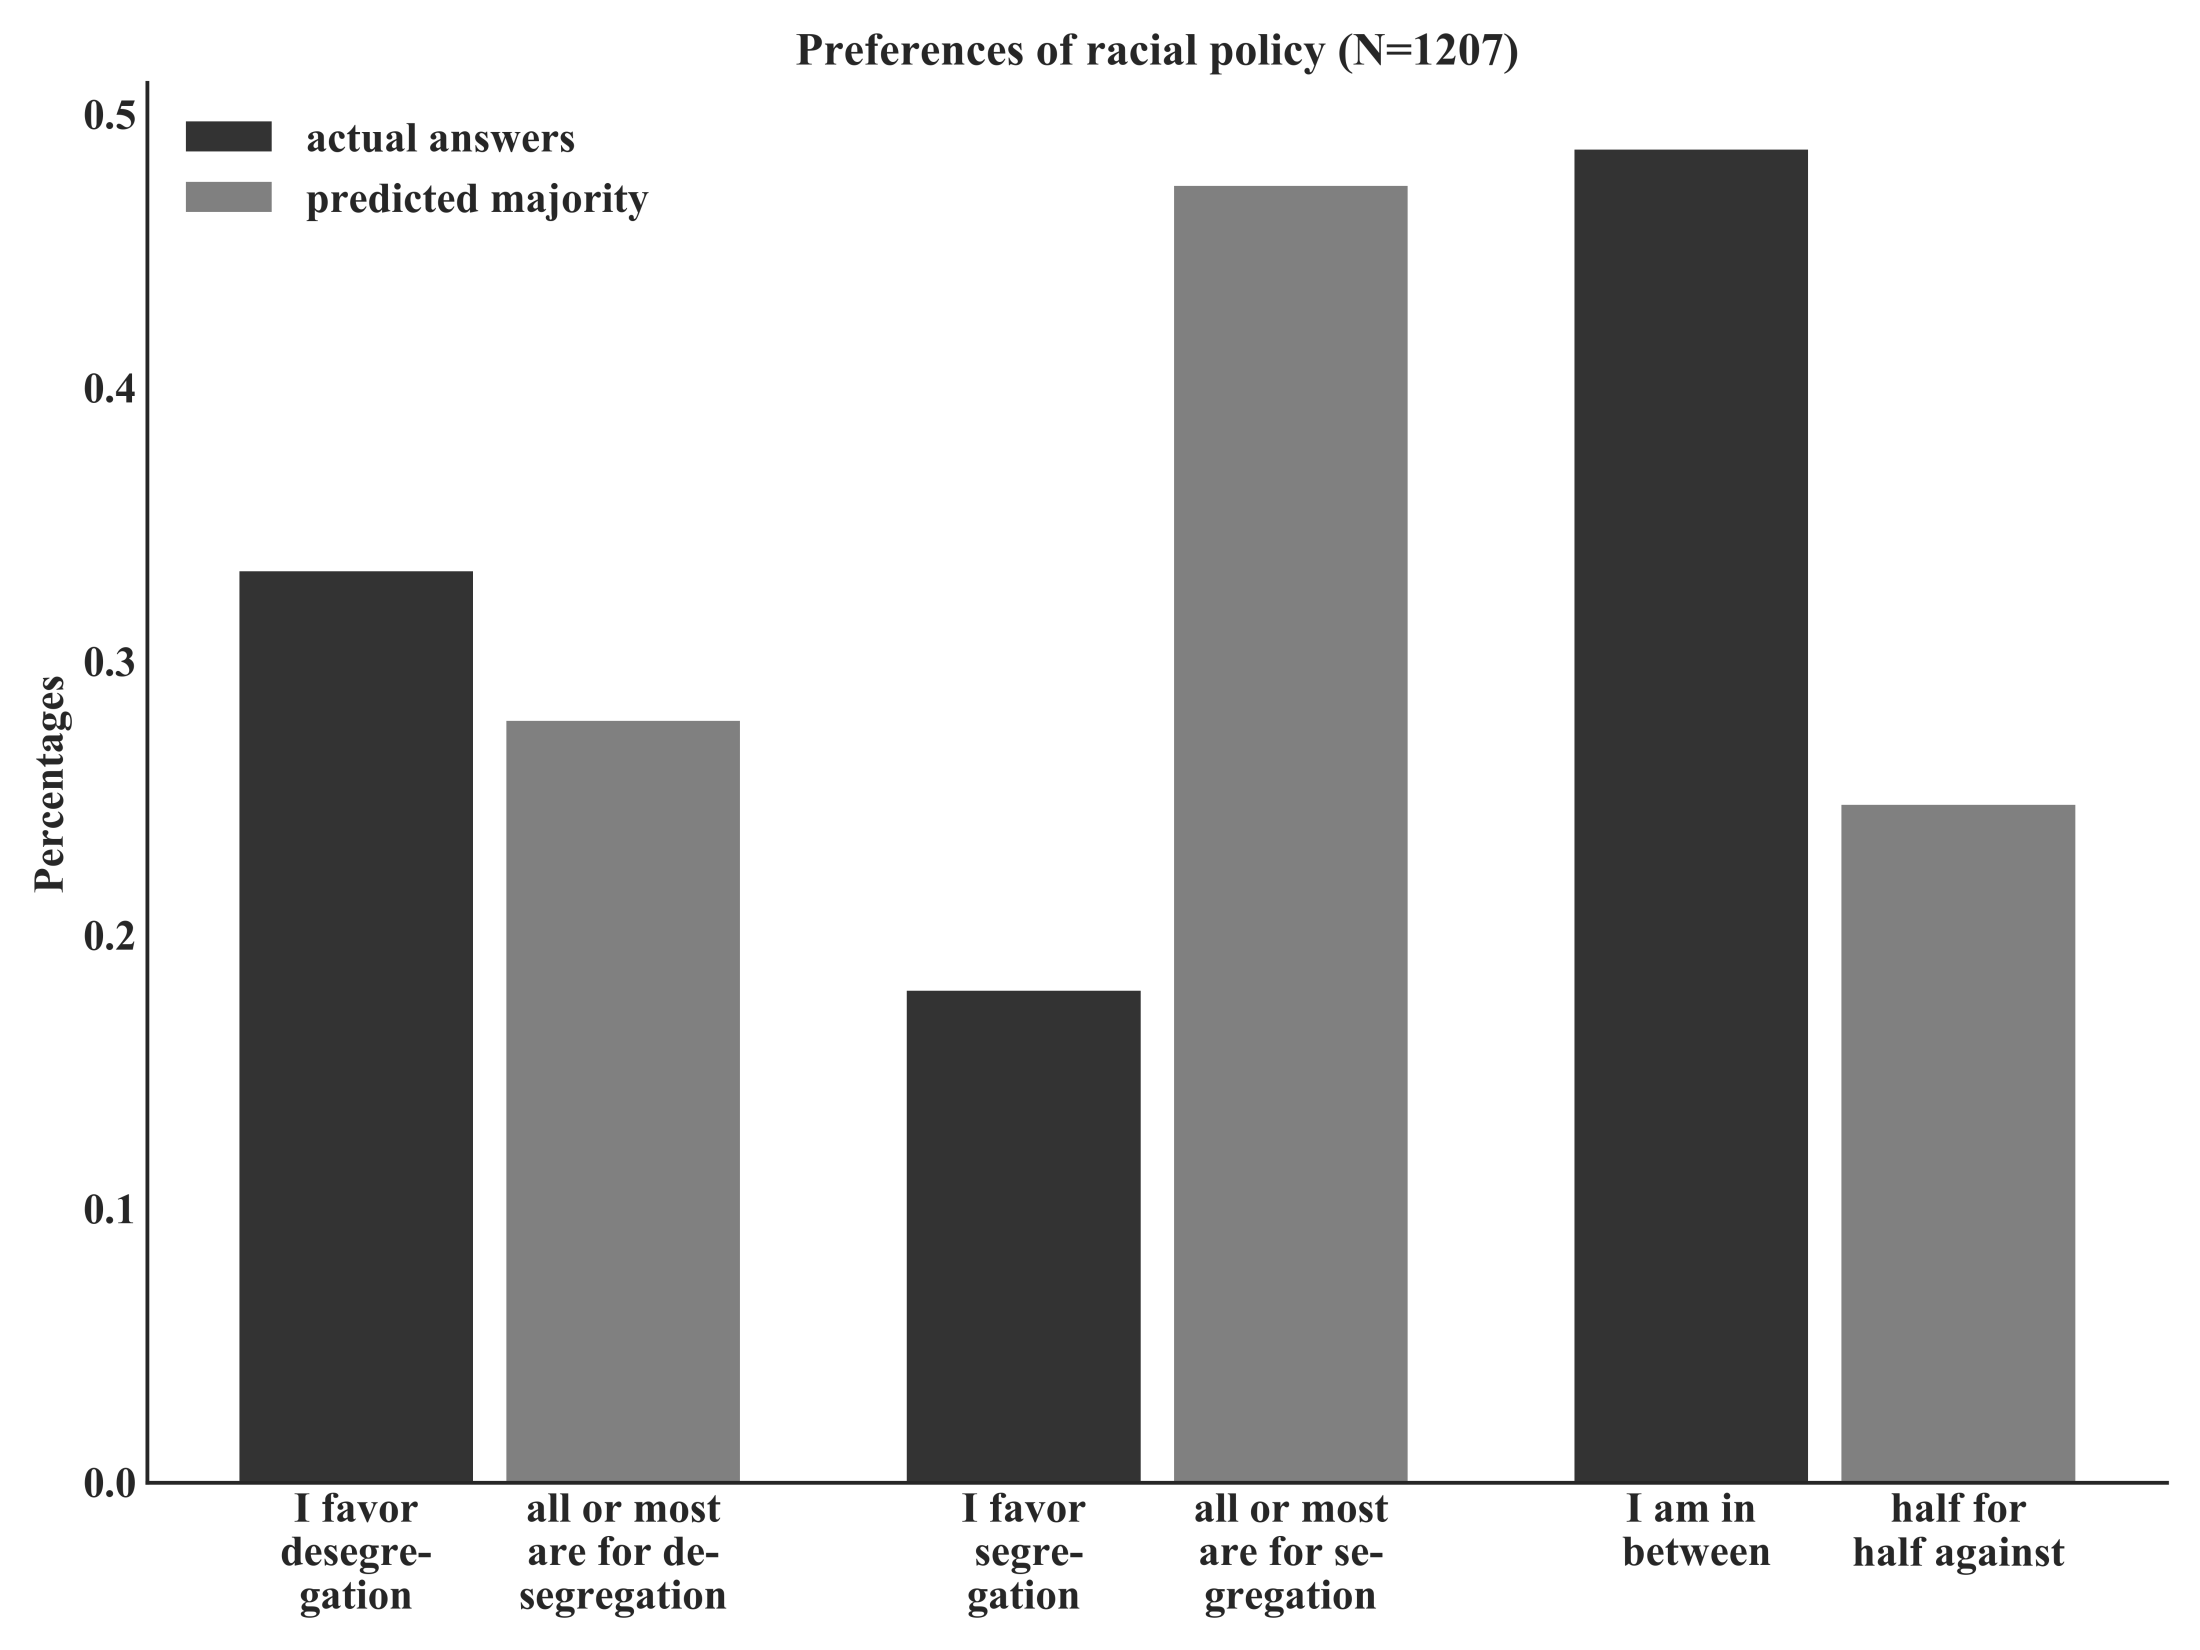 Preferences of racial policy (N=1207)
actual answers
predicted majority
Percentages
0.5
0.4
0.3
0.2
0.1
0.0
I favor
desegre-
gation
all or most
are for de-
segregation
I favor
segre-
gation
all or most
are for se-
gregation
I am in
between
half for
half against